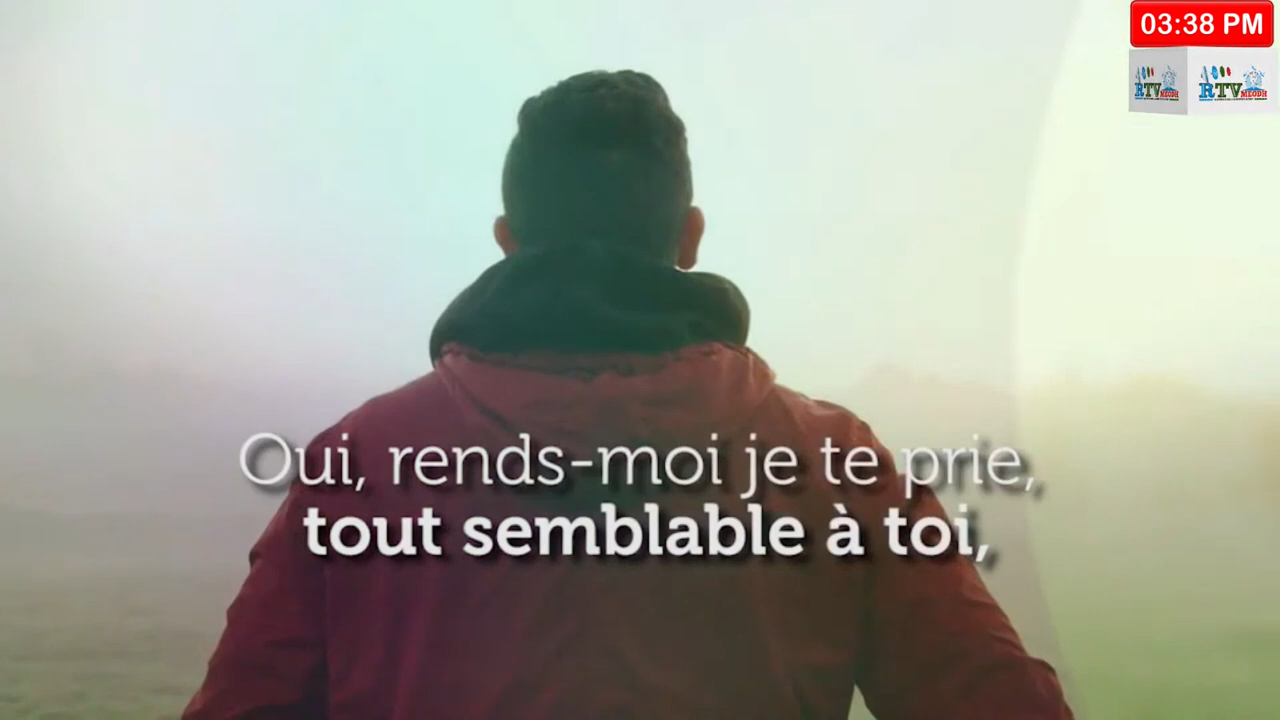 03:38 PM
RTV RTV
Oui, rends-moi je te prie,
tout semblable à toi,